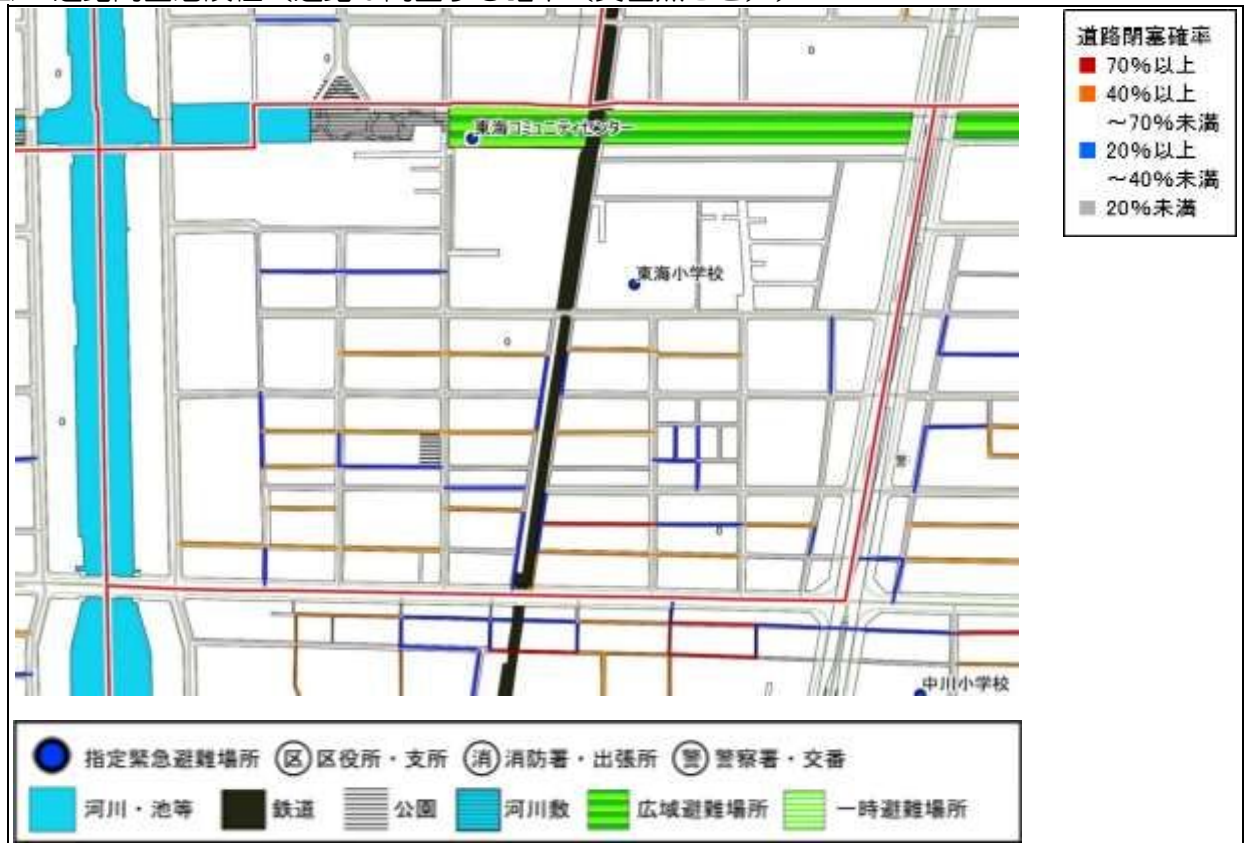 道路閉塞確率
70%以上
40%以上
～70%未満
20%以上
～40%未満
20%未満
東海コミュニティセンター
東海小学校
中川小学校
指定緊急避難場所 区 区役所・支所 消 消防署・出張所 警 警察署・交番
河川・池等 鉄道 公園 河川敷 広域避難場所 一時避難場所